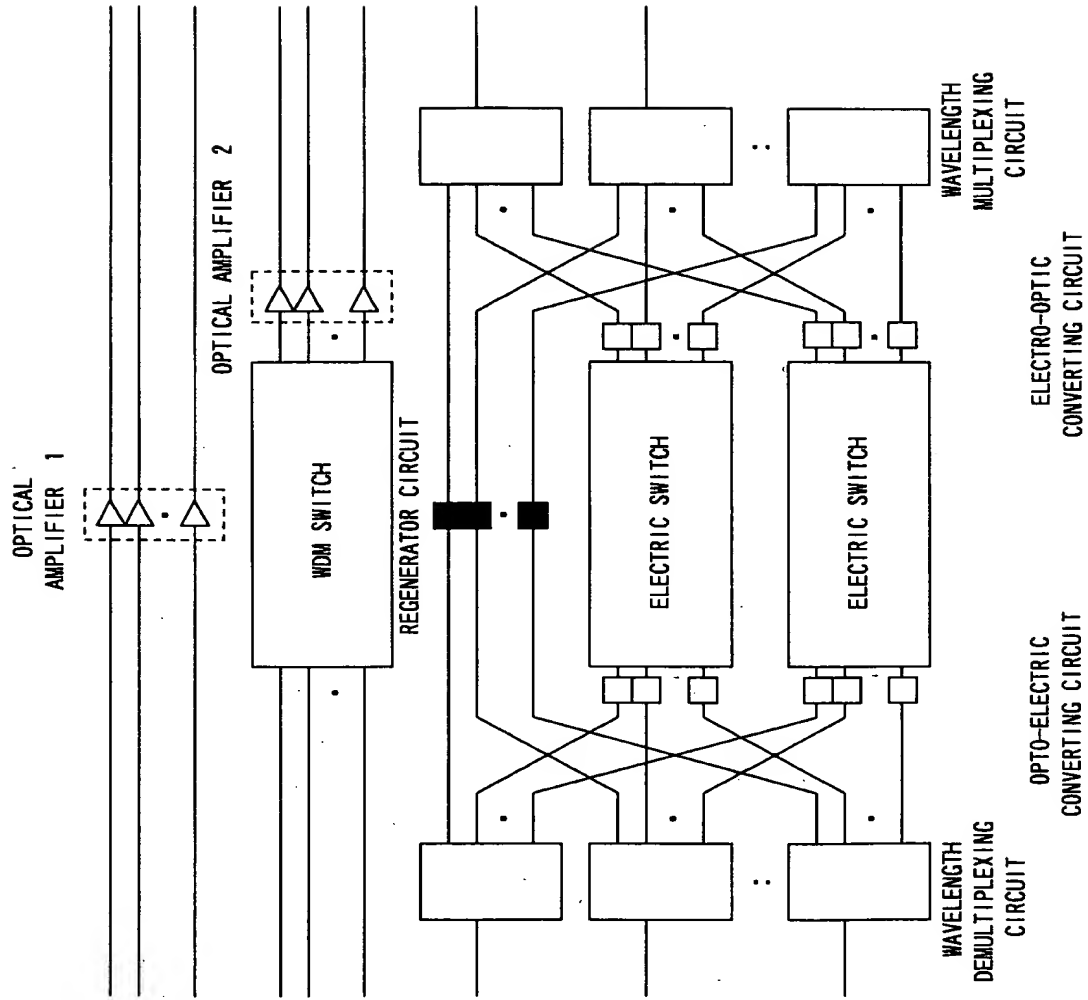 OPTICAL
AMPLIFIER 1
OPTICAL AMPLIFIER 2
WDM SWITCH
REGENERATOR CIRCUIT
ELECTRIC SWITCH
ELECTRIC SWITCH
WAVELENGTH
DEMULTIPLEXING
CIRCUIT
OPTO-ELECTRIC
CONVERTING CIRCUIT
ELECTRO-OPTIC
CONVERTING CIRCUIT
WAVELENGTH
MULTIPLEXING
CIRCUIT